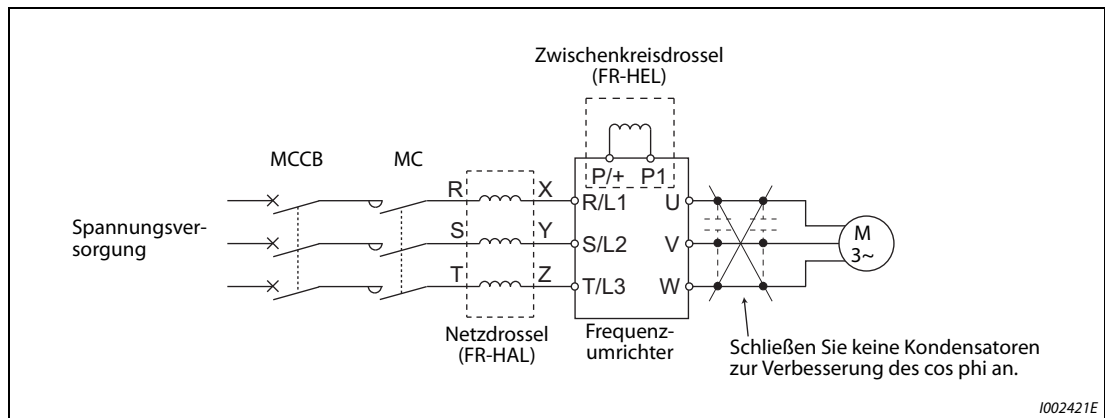 Zwischenkreisdrossel
(FR-HEL)
MCCB
MC
P/+
P1
R
X
R/L1
U
Spannungsver-
sorgung
S
Y
S/L2
V
M
3~
T
Z
T/L3
W
Netzdrossel
(FR-HAL)
Frequenz-
umrichter
Schließen Sie keine Kondensatoren
zur Verbesserung des cos phi an.
I002421E